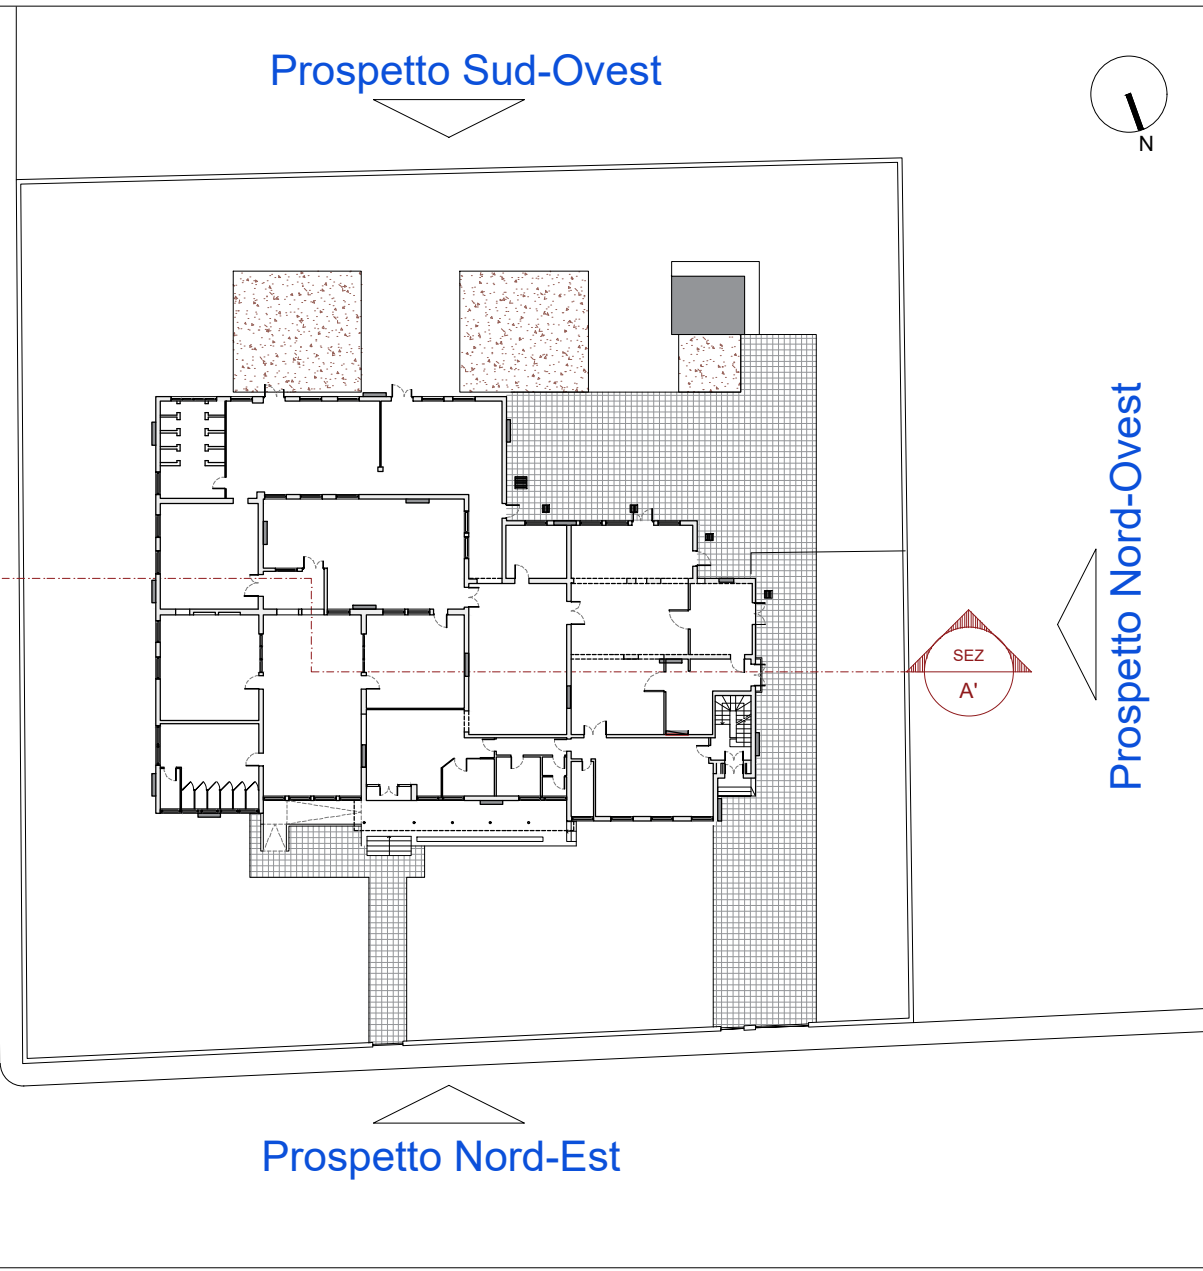 Prospetto Sud-Ovest
N
Prospetto Nord-Ovest
SEZ
A'
Prospetto Nord-Est